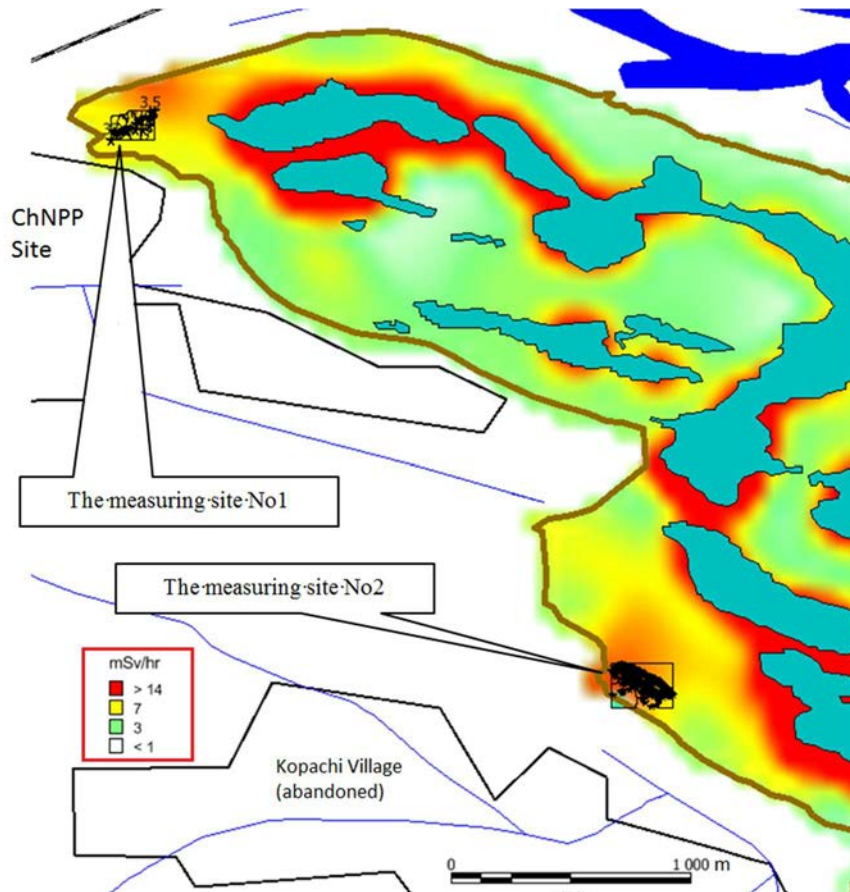 3,5
ChNPP
Site
The·measuring·site·No1
The·measuring·site·No2
mSv/hr
> 14
7
3
< 1
Kopachi Village
(abandoned)
0
1 000 m